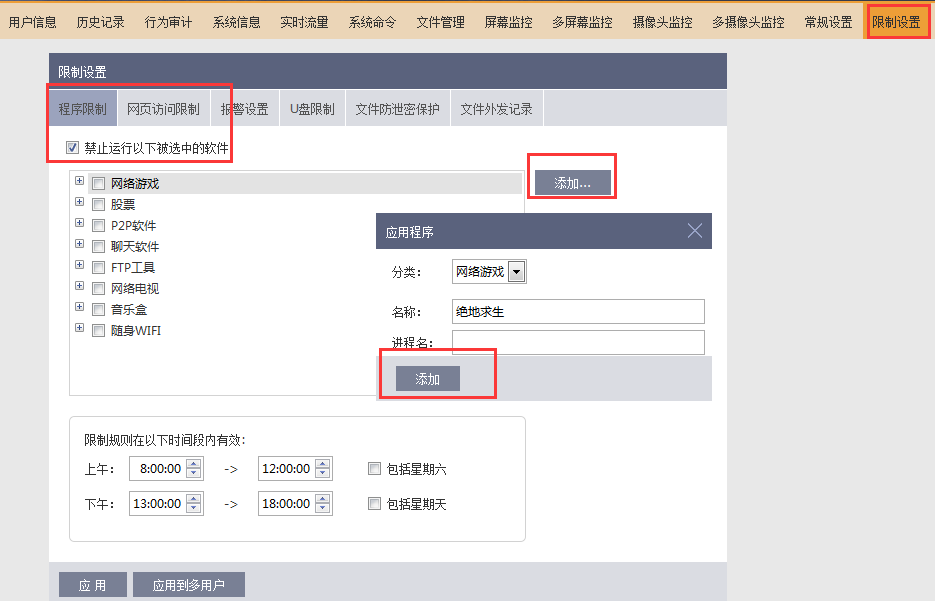 用户信息 历史记录 行为审计 系统信息 实时流量 系统命令 文件管理 屏幕监控 多屏幕监控 摄像头监控 多摄像头监控 常规设置 限制设置
限制设置
程序限制 网页访问限制 报警设置 U盘限制 文件防泄密保护 文件外发记录
禁止运行以下被选中的软件
网络游戏
添加...
股票
P2P软件
应用程序
聊天软件
FTP工具
分类： 网络游戏
网络电视
音乐盒
名称： 绝地求生
随身WIFI
进程名：
添加
限制规则在以下时间段内有效：
上午： 8:00:00 -> 12:00:00 包括星期六
下午： 13:00:00 -> 18:00:00 包括星期天
应 用 应用到多用户